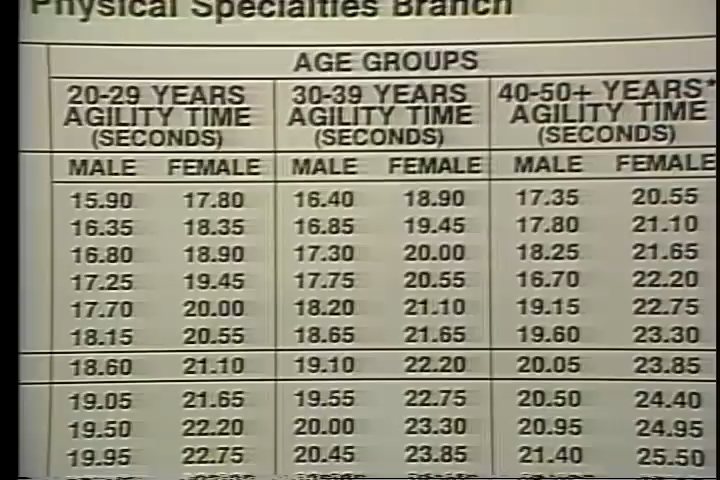 Physical Specialties Branch
AGE GROUPS
20-29 YEARS 30-39 YEARS 40-50+ YEARS*
AGILITY TIME AGILITY TIME AGILITY TIME
(SECONDS) (SECONDS) (SECONDS)
MALE FEMALE MALE FEMALE MALE FEMALE
15.90 17.80 16.40 18.90 17.35 20.55
16.35 18.35 16.85 19.45 17.80 21.10
16.80 18.90 17.30 20.00 18.25 21.65
17.25 19.45 17.75 20.55 16.70 22.20
17.70 20.00 18.20 21.10 19.15 22.75
18.15 20.55 18.65 21.65 19.60 23.30
18.60 21.10 19.10 22.20 20.05 23.85
19.05 21.65 19.55 22.75 20.50 24.40
19.50 22.20 20.00 23.30 20.95 24.95
19.95 22.75 20.45 23.85 21.40 25.50